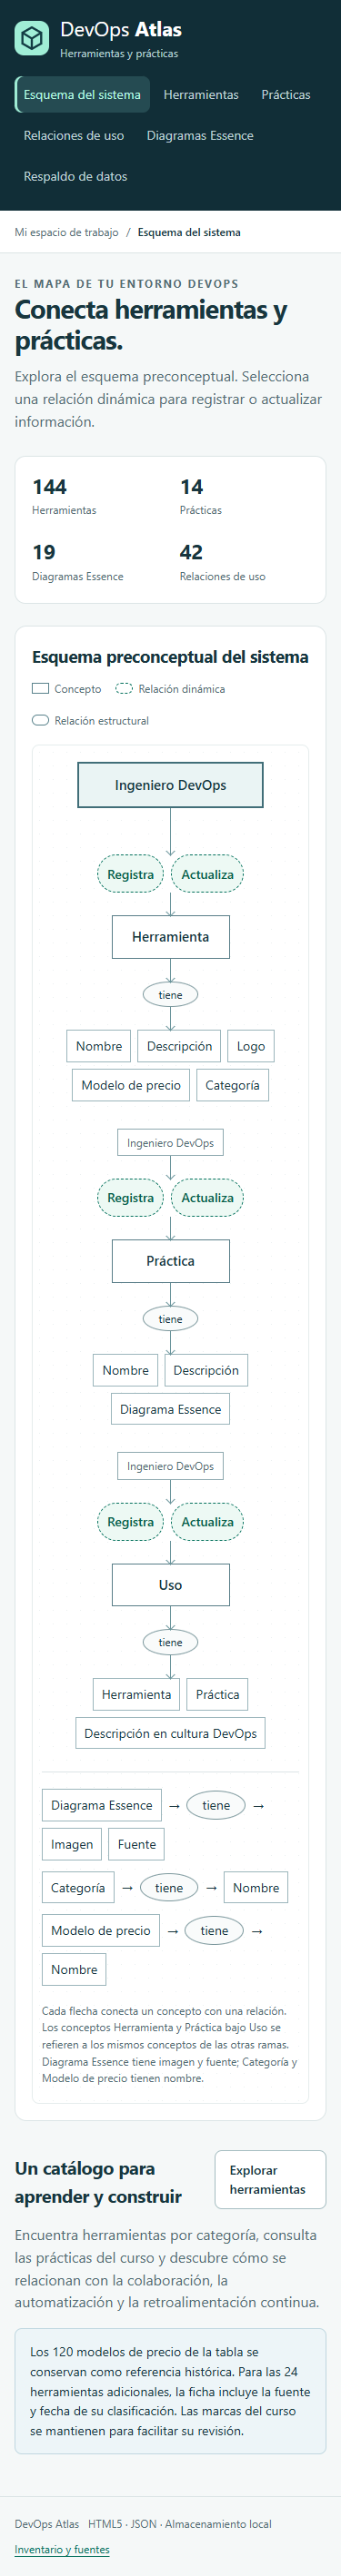 DevOps Atlas
Herramientas y prácticas
Esquema del sistema Herramientas Prácticas
Relaciones de uso Diagramas Essence
Respaldo de datos
Mi espacio de trabajo / Esquema del sistema
EL MAPA DE TU ENTORNO DEVOPS
Conecta herramientas y
prácticas.
Explora el esquema preconceptual. Selecciona
una relación dinámica para registrar o actualizar
información.
144 14
Herramientas Prácticas
19 42
Diagramas Essence Relaciones de uso
Esquema preconceptual del sistema
Concepto Relación dinámica
Relación estructural
Ingeniero DevOps
Registra Actualiza
Herramienta
tiene
Nombre Descripción Logo
Modelo de precio Categoría
Ingeniero DevOps
Registra Actualiza
Práctica
tiene
Nombre Descripción
Diagrama Essence
Ingeniero DevOps
Registra Actualiza
Uso
tiene
Herramienta Práctica
Descripción en cultura DevOps
Diagrama Essence → tiene →
Imagen Fuente
Categoría → tiene → Nombre
Modelo de precio → tiene →
Nombre
Cada flecha conecta un concepto con una relación.
Los conceptos Herramienta y Práctica bajo Uso se
refieren a los mismos conceptos de las otras ramas.
Diagrama Essence tiene imagen y fuente; Categoría y
Modelo de precio tienen nombre.
Un catálogo para
aprender y construir
Explorar
herramientas
Encuentra herramientas por categoría, consulta
las prácticas del curso y descubre cómo se
relacionan con la colaboración, la
automatización y la retroalimentación continua.
Los 120 modelos de precio de la tabla se
conservan como referencia histórica. Para las 24
herramientas adicionales, la ficha incluye la fuente
y fecha de su clasificación. Las marcas del curso
se mantienen para facilitar su revisión.
DevOps Atlas HTML5 · JSON · Almacenamiento local
Inventario y fuentes